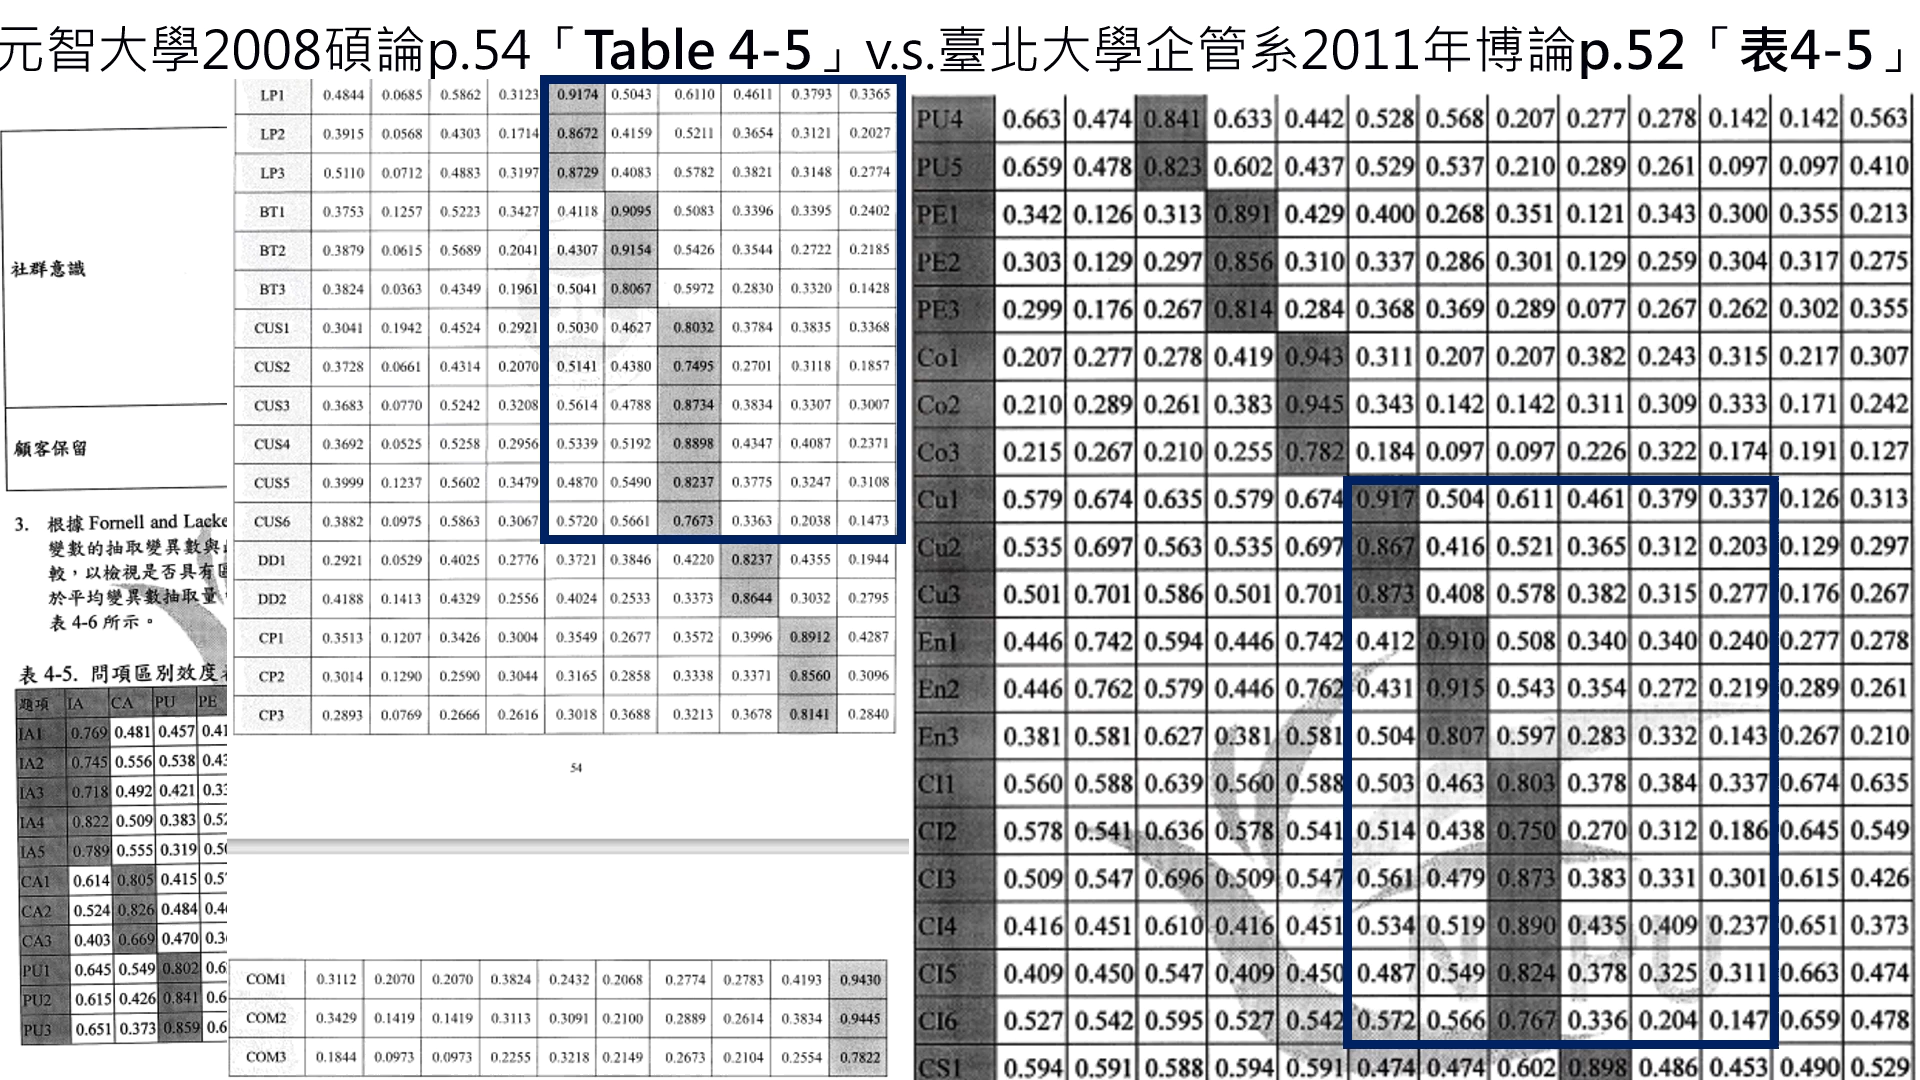 元智大學2008碩論p.54「Table 4-5」v.s.臺北大學企管系2011年博論p.52「表4-5」
社群意識
顧客保留
3. 根據 Fornell and Lacke
變數的抽取變異數與
較，以檢視是否具有
於平均變異數抽取量
表 4-6 所示。
表 4-5. 問項區別效度
題項 IA CA PU PE
IA1 0.769 0.481 0.457 0.41
IA2 0.745 0.556 0.538 0.43
IA3 0.718 0.492 0.421 0.33
IA4 0.822 0.509 0.383 0.52
IA5 0.789 0.555 0.319 0.50
CA1 0.614 0.805 0.415 0.5
CA2 0.524 0.826 0.484 0.4
CA3 0.403 0.669 0.470 0.3
PU1 0.645 0.549 0.802 0.6
PU2 0.615 0.426 0.841 0.6
PU3 0.651 0.373 0.859 0.6
LP1 0.4844 0.0685 0.5862 0.3123 0.9174 0.5043 0.6110 0.4611 0.3793 0.3365
LP2 0.3915 0.0568 0.4303 0.1714 0.8672 0.4159 0.5211 0.3654 0.3121 0.2027
LP3 0.5110 0.0712 0.4883 0.3197 0.8729 0.4083 0.5782 0.3821 0.3148 0.2774
BT1 0.3753 0.1257 0.5223 0.3427 0.4118 0.9095 0.5083 0.3396 0.3395 0.2402
BT2 0.3879 0.0615 0.5689 0.2041 0.4307 0.9154 0.5426 0.3544 0.2722 0.2185
BT3 0.3824 0.0363 0.4349 0.1961 0.5041 0.8067 0.5972 0.2830 0.3320 0.1428
CUS1 0.3041 0.1942 0.4524 0.2921 0.5030 0.4627 0.8032 0.3784 0.3835 0.3368
CUS2 0.3728 0.0661 0.4314 0.2070 0.5141 0.4380 0.7495 0.2701 0.3118 0.1857
CUS3 0.3683 0.0770 0.5242 0.3208 0.5614 0.4788 0.8734 0.3834 0.3307 0.3007
CUS4 0.3692 0.0525 0.5258 0.2956 0.5339 0.5192 0.8898 0.4347 0.4087 0.2371
CUS5 0.3999 0.1237 0.5602 0.3479 0.4870 0.5490 0.8237 0.3775 0.3247 0.3108
CUS6 0.3882 0.0975 0.5863 0.3067 0.5720 0.5661 0.7673 0.3363 0.2038 0.1473
DD1 0.2921 0.0529 0.4025 0.2776 0.3721 0.3846 0.4220 0.8237 0.4355 0.1944
DD2 0.4188 0.1413 0.4329 0.2556 0.4024 0.2533 0.3373 0.8644 0.3032 0.2795
CP1 0.3513 0.1207 0.3426 0.3004 0.3549 0.2677 0.3572 0.3996 0.8912 0.4287
CP2 0.3014 0.1290 0.2590 0.3044 0.3165 0.2858 0.3338 0.3371 0.8560 0.3096
CP3 0.2893 0.0769 0.2666 0.2616 0.3018 0.3688 0.3213 0.3678 0.8141 0.2840
54
COM1 0.3112 0.2070 0.2070 0.3824 0.2432 0.2068 0.2774 0.2783 0.4193 0.9430
COM2 0.3429 0.1419 0.1419 0.3113 0.3091 0.2100 0.2889 0.2614 0.3834 0.9445
COM3 0.1844 0.0973 0.0973 0.2255 0.3218 0.2149 0.2673 0.2104 0.2554 0.7822
PU4 0.663 0.474 0.841 0.633 0.442 0.528 0.568 0.207 0.277 0.278 0.142 0.142 0.563
PU5 0.659 0.478 0.823 0.602 0.437 0.529 0.537 0.210 0.289 0.261 0.097 0.097 0.410
PE1 0.342 0.126 0.313 0.891 0.429 0.400 0.268 0.351 0.121 0.343 0.300 0.355 0.213
PE2 0.303 0.129 0.297 0.856 0.310 0.337 0.286 0.301 0.129 0.259 0.304 0.317 0.275
PE3 0.299 0.176 0.267 0.814 0.284 0.368 0.369 0.289 0.077 0.267 0.262 0.302 0.355
Co1 0.207 0.277 0.278 0.419 0.943 0.311 0.207 0.207 0.382 0.243 0.315 0.217 0.307
Co2 0.210 0.289 0.261 0.383 0.945 0.343 0.142 0.142 0.311 0.309 0.333 0.171 0.242
Co3 0.215 0.267 0.210 0.255 0.782 0.184 0.097 0.097 0.226 0.322 0.174 0.191 0.127
Cu1 0.579 0.674 0.635 0.579 0.674 0.917 0.504 0.611 0.461 0.379 0.337 0.126 0.313
Cu2 0.535 0.697 0.563 0.535 0.697 0.867 0.416 0.521 0.365 0.312 0.203 0.129 0.297
Cu3 0.501 0.701 0.586 0.501 0.701 0.873 0.408 0.578 0.382 0.315 0.277 0.176 0.267
En1 0.446 0.742 0.594 0.446 0.742 0.412 0.910 0.508 0.340 0.340 0.240 0.277 0.278
En2 0.446 0.762 0.579 0.446 0.762 0.431 0.915 0.543 0.354 0.272 0.219 0.289 0.261
En3 0.381 0.581 0.627 0.381 0.581 0.504 0.807 0.597 0.283 0.332 0.143 0.267 0.210
CI1 0.560 0.588 0.639 0.560 0.588 0.503 0.463 0.803 0.378 0.384 0.337 0.674 0.635
CI2 0.578 0.541 0.636 0.578 0.541 0.514 0.438 0.750 0.270 0.312 0.186 0.645 0.549
CI3 0.509 0.547 0.696 0.509 0.547 0.561 0.479 0.873 0.383 0.331 0.301 0.615 0.426
CI4 0.416 0.451 0.610 0.416 0.451 0.534 0.519 0.890 0.435 0.409 0.237 0.651 0.373
CI5 0.409 0.450 0.547 0.409 0.450 0.487 0.549 0.824 0.378 0.325 0.311 0.663 0.474
CI6 0.527 0.542 0.595 0.527 0.542 0.572 0.566 0.767 0.336 0.204 0.147 0.659 0.478
CS1 0.594 0.591 0.588 0.594 0.591 0.474 0.474 0.602 0.898 0.486 0.453 0.490 0.529